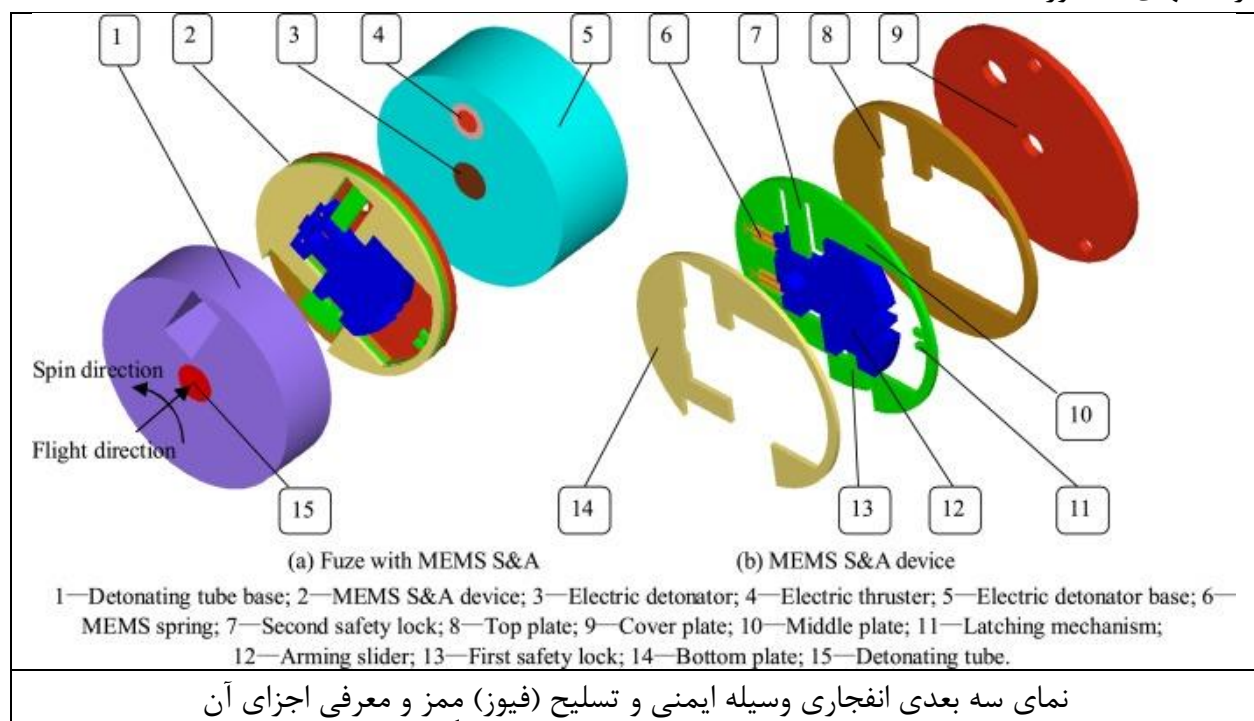 1 2 3 4 5 6 7 8 9
Spin direction
Flight direction
10
15 14 13 12 11
(a) Fuze with MEMS S&A (b) MEMS S&A device
1—Detonating tube base; 2—MEMS S&A device; 3—Electric detonator; 4—Electric thruster; 5—Electric detonator base; 6—
MEMS spring; 7—Second safety lock; 8—Top plate; 9—Cover plate; 10—Middle plate; 11—Latching mechanism;
12—Arming slider; 13—First safety lock; 14—Bottom plate; 15—Detonating tube.
نمای سه بعدی انفجاری وسیله ایمنی و تسلیح (فیوز) ممز و معرفی اجزای آن